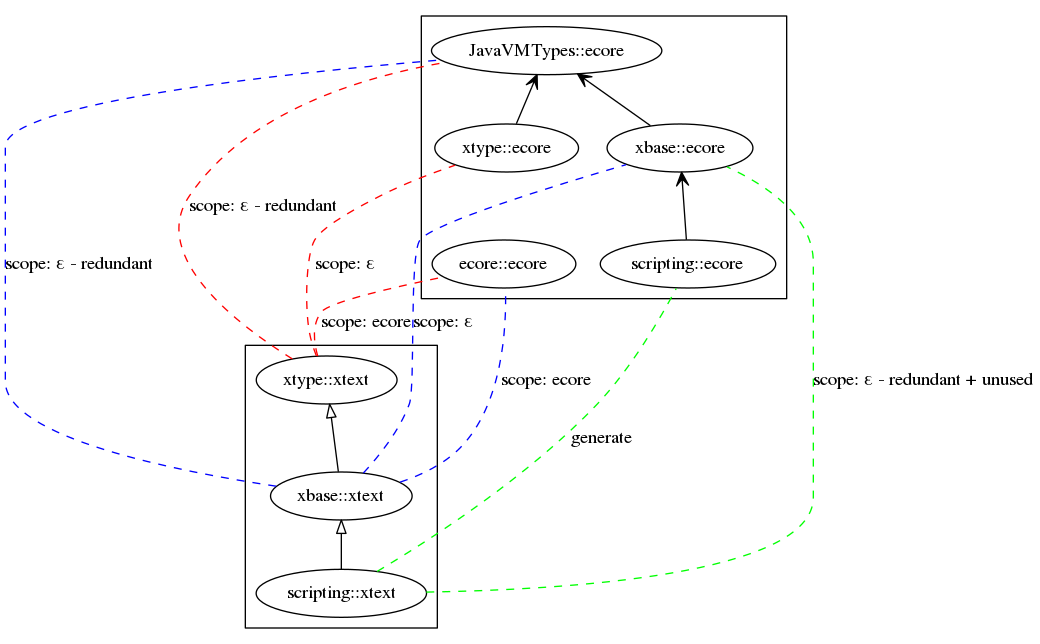 JavaVMTypes::ecore
xtype::ecore
xbase::ecore
scope: ε - redundant
scope: ε - redundant
scope: ε
ecore::ecore
scripting::ecore
scope: ecore
scope: ε
xtype::xtext
scope: ecore
scope: ε - redundant + unused
generate
xbase::xtext
scripting::xtext